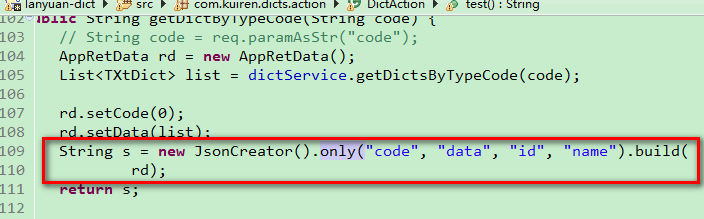 lanyuan-dict src com.kuiren.dicts.action DictAction test() : String
102 public String getDictByTypeCode(String code) {
103 // String code = req.paramAsStr("code");
104 AppRetData rd = new AppRetData();
105 List<TXtDict> list = dictService.getDictsByTypeCode(code);
106
107 rd.setCode(0);
108 rd.setData(list);
109 String s = new JsonCreator().only("code", "data", "id", "name").build(
110 rd);
111 return s;
112